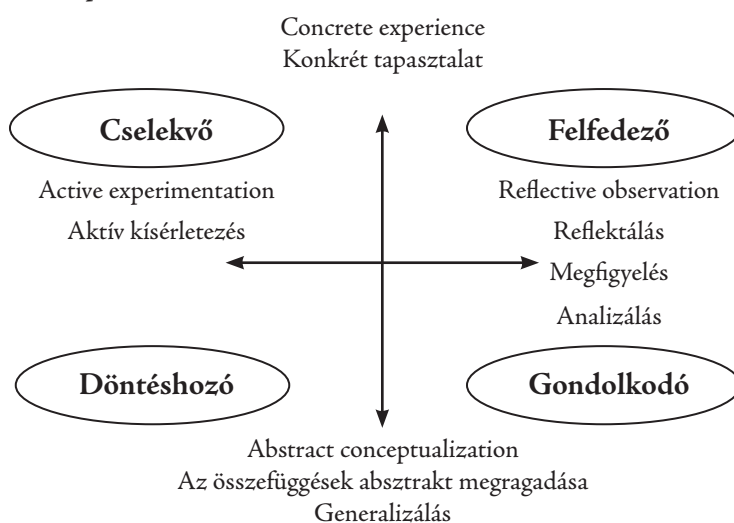 Concrete experience
Konkrét tapasztalat
Cselekvő
Felfedező
Active experimentation
Aktív kísérletezés
Reflective observation
Reflektálás
Megfigyelés
Analizálás
Döntéshozó
Gondolkodó
Abstract conceptualization
Az összefüggések absztrakt megragadása
Generalizálás